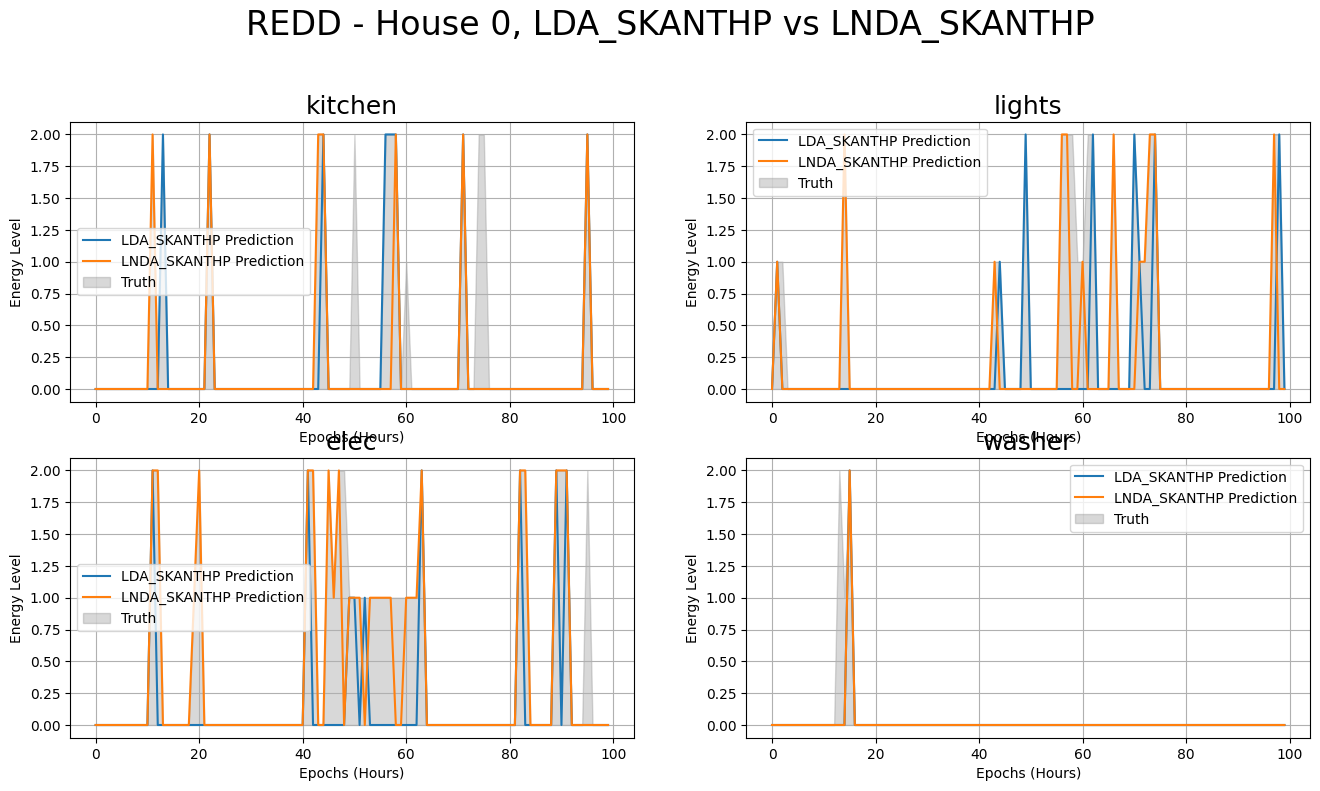 REDD - House 0, LDA_SKANTHP vs LNDA_SKANTHP
kitchen
2.00
1.75
1.50
1.25
1.00
0.75
0.50
0.25
0.00
Energy Level
LDA_SKANTHP Prediction
LNDA_SKANTHP Prediction
Truth
0 20 40 60 80 100
Epochs (Hours)
lights
2.00
1.75
1.50
1.25
1.00
0.75
0.50
0.25
0.00
Energy Level
LDA_SKANTHP Prediction
LNDA_SKANTHP Prediction
Truth
0 20 40 60 80 100
Epochs (Hours)
elec
2.00
1.75
1.50
1.25
1.00
0.75
0.50
0.25
0.00
Energy Level
LDA_SKANTHP Prediction
LNDA_SKANTHP Prediction
Truth
0 20 40 60 80 100
Epochs (Hours)
washer
2.00
1.75
1.50
1.25
1.00
0.75
0.50
0.25
0.00
Energy Level
LDA_SKANTHP Prediction
LNDA_SKANTHP Prediction
Truth
0 20 40 60 80 100
Epochs (Hours)